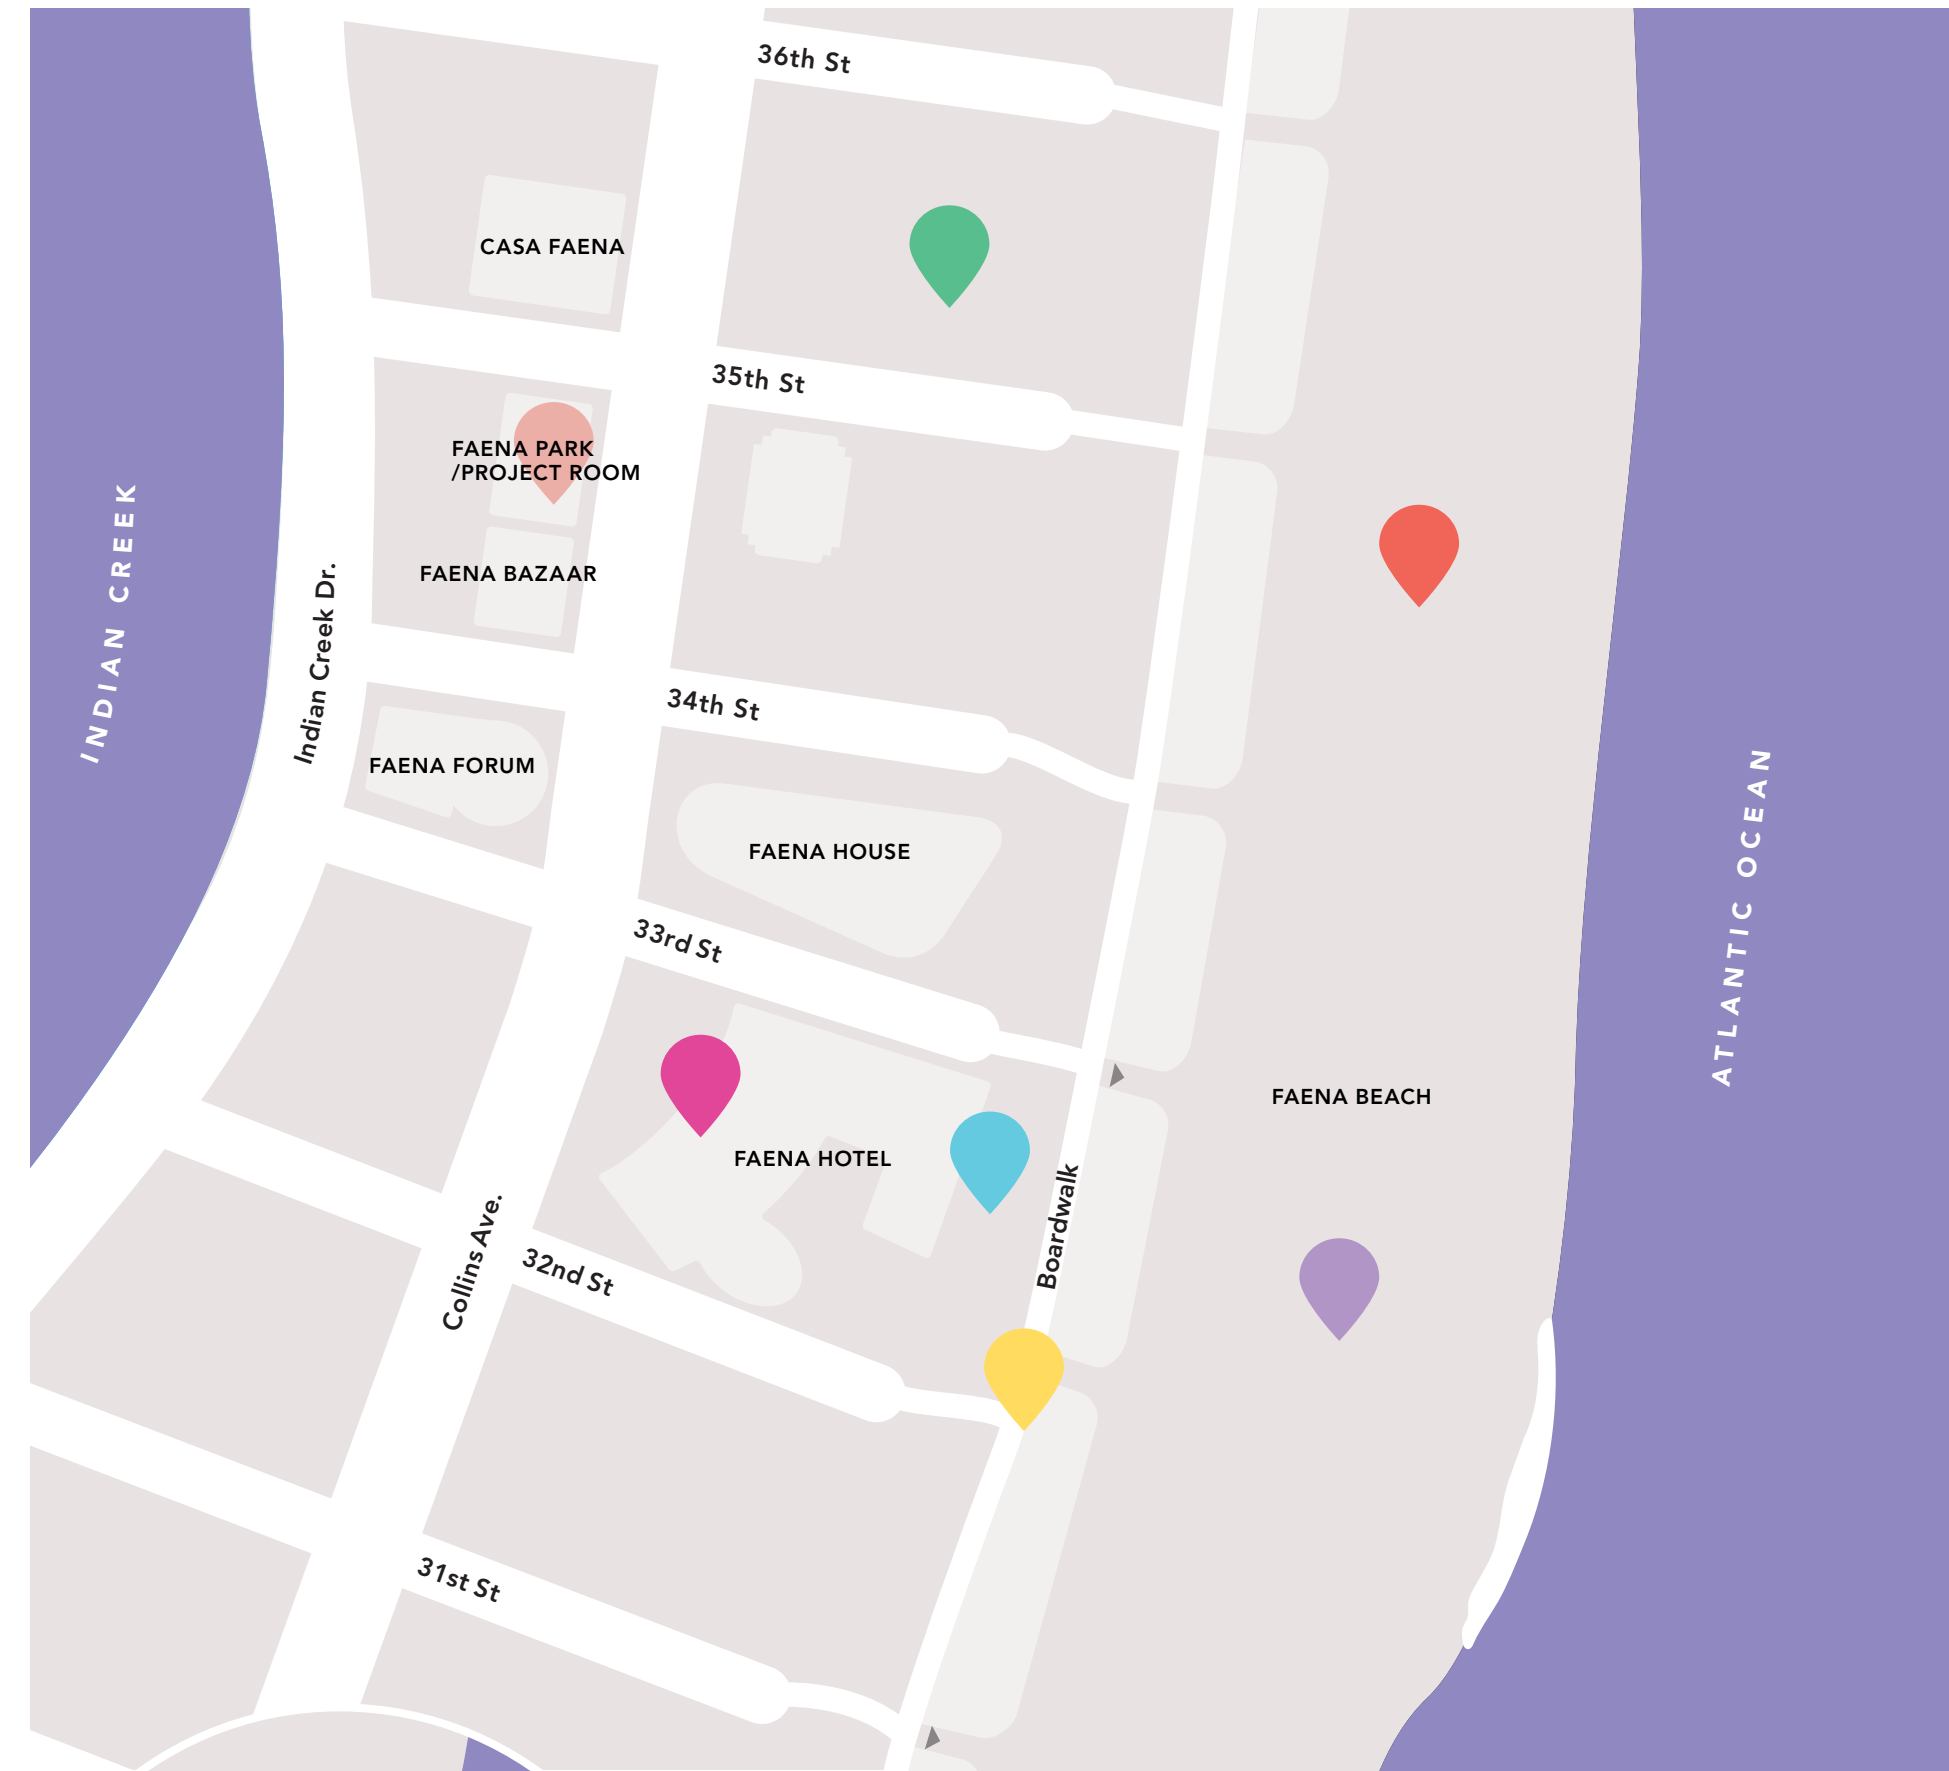 36th St
CASA FAENA
35th St
FAENA PARK
/PROJECT ROOM
INDIAN CREEK
FAENA BAZAAR
Indian Creek Dr.
34th St
FAENA FORUM
FAENA HOUSE
ATLANTIC OCEAN
33rd St
FAENA BEACH
FAENA HOTEL
Boardwalk
Collins Ave.
32nd St
31st St